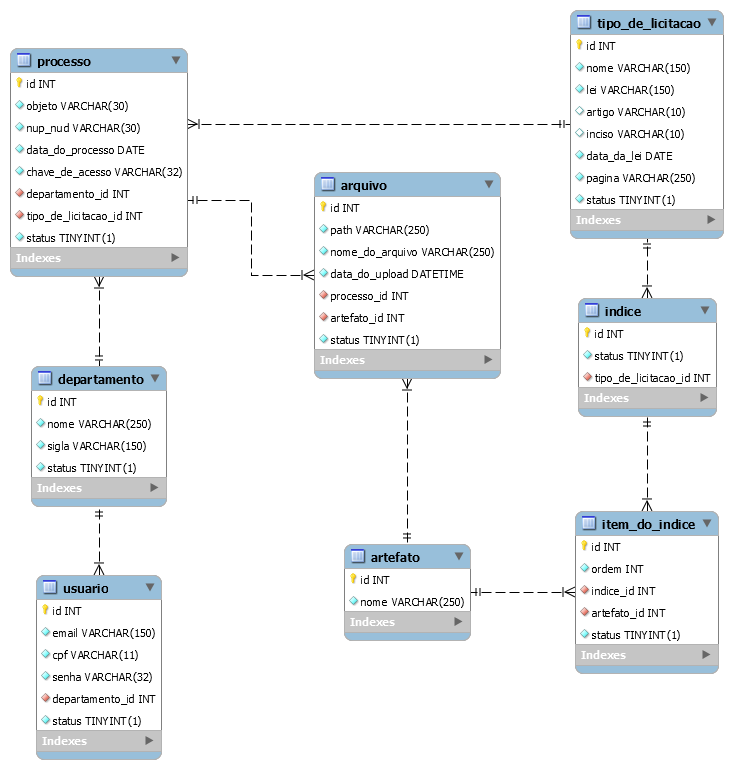 processo
id INT
objeto VARCHAR(30)
nup_nud VARCHAR(30)
data_do_processo DATE
chave_de_acesso VARCHAR(32)
departamento_id INT
tipo_de_licitacao_id INT
status TINYINT(1)
Indexes
tipo_de_licitacao
id INT
nome VARCHAR(150)
lei VARCHAR(150)
artigo VARCHAR(10)
inciso VARCHAR(10)
data_da_lei DATE
pagina VARCHAR(250)
status TINYINT(1)
Indexes
arquivo
id INT
path VARCHAR(250)
nome_do_arquivo VARCHAR(250)
data_do_upload DATETIME
processo_id INT
artefato_id INT
status TINYINT(1)
Indexes
indice
id INT
status TINYINT(1)
tipo_de_licitacao_id INT
Indexes
departamento
id INT
nome VARCHAR(250)
sigla VARCHAR(150)
status TINYINT(1)
Indexes
usuario
id INT
email VARCHAR(150)
cpf VARCHAR(11)
senha VARCHAR(32)
departamento_id INT
status TINYINT(1)
Indexes
artefato
id INT
nome VARCHAR(250)
Indexes
item_do_indice
id INT
ordem INT
indice_id INT
artefato_id INT
status TINYINT(1)
Indexes